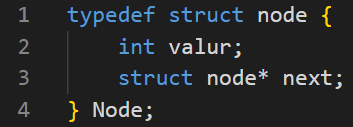 1 typedef struct node {
2     int valur;
3     struct node* next;
4 } Node;